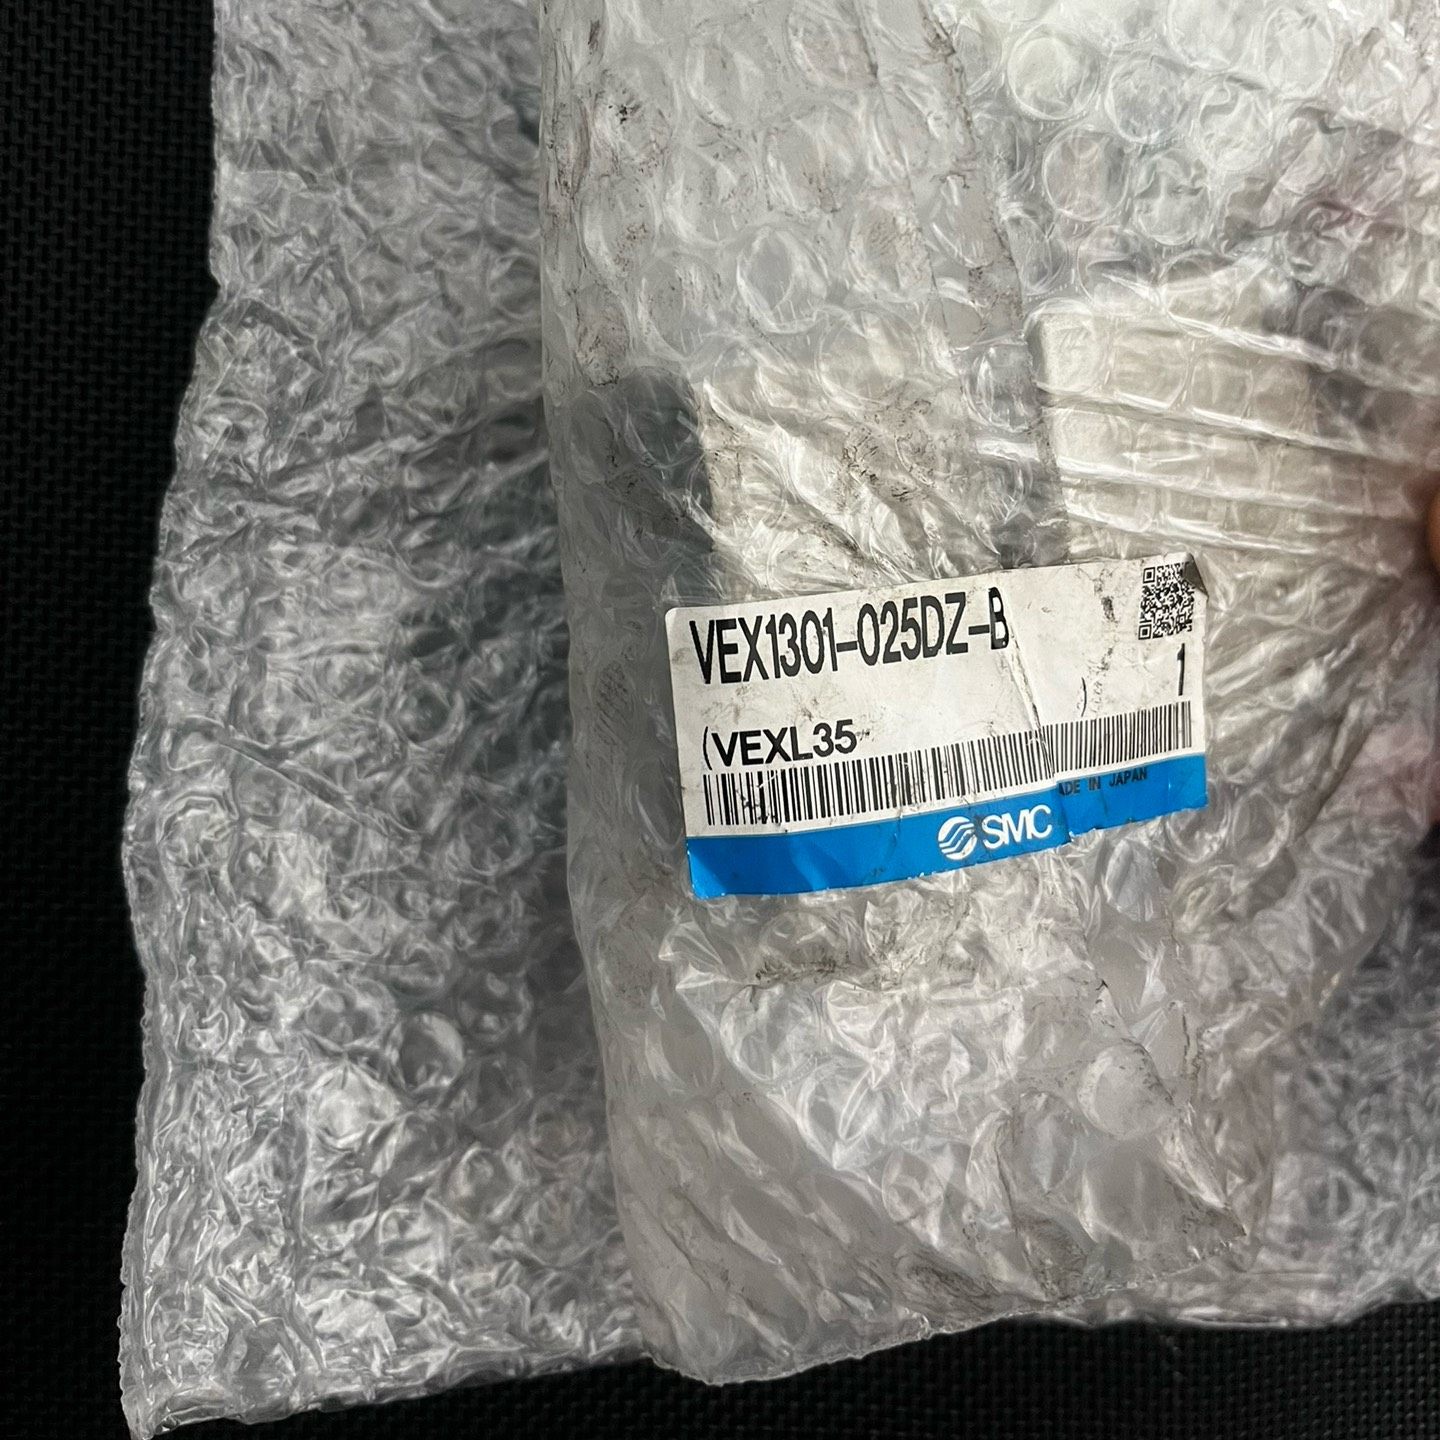 VEX1301-025DZ-B
1
(VEXL35 )
ADE IN JAPAN
SMC